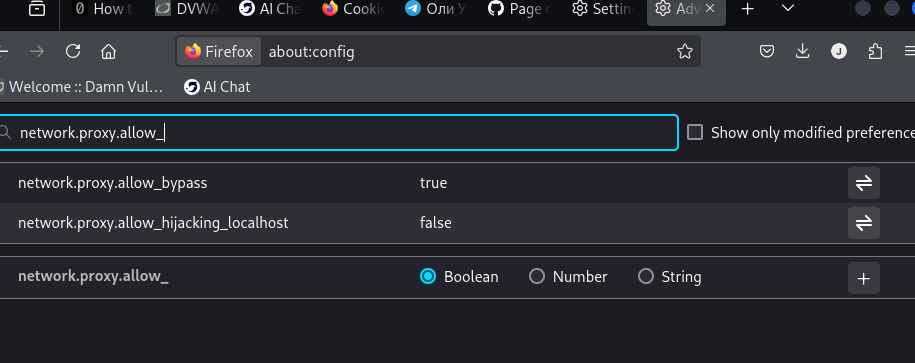 How t
DVWA
AI Cha
Cookie
Оли У
Page n
Settin
Adv
Firefox
about:config
J
Welcome :: Damn Vul...
AI Chat
network.proxy.allow_
Show only modified preference
network.proxy.allow_bypass true
network.proxy.allow_hijacking_localhost false
network.proxy.allow_ Boolean Number String